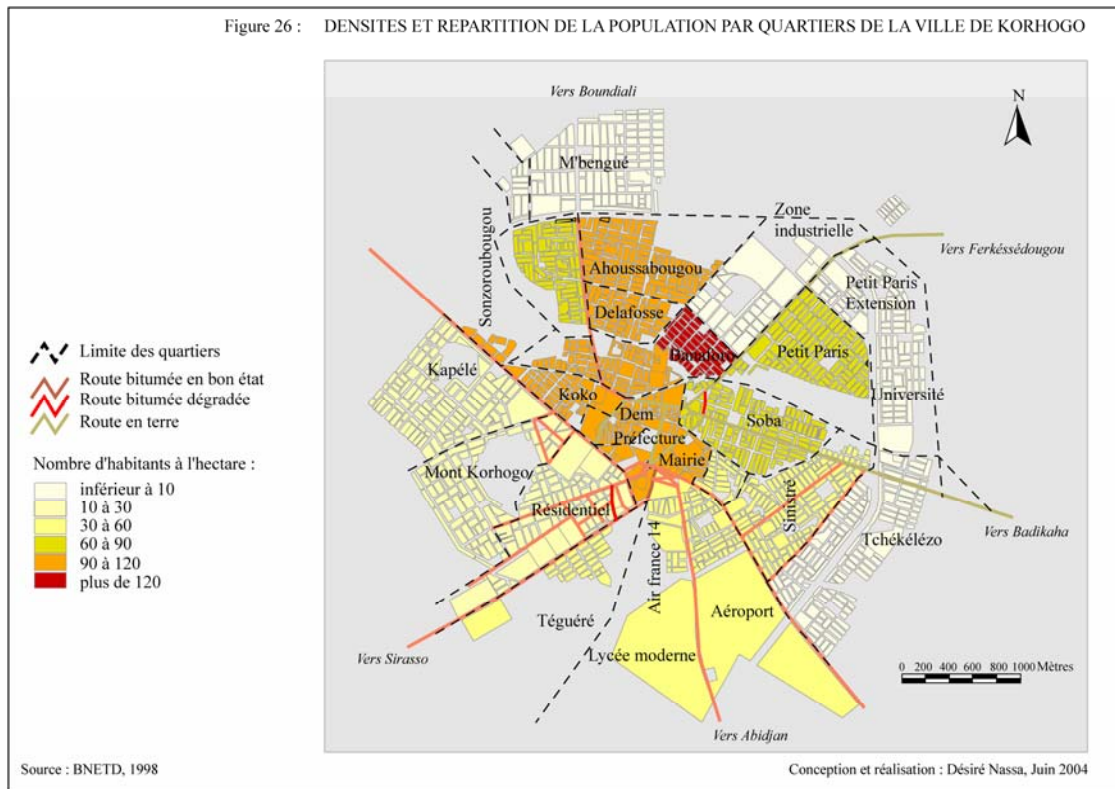 Figure 26 : DENSITES ET REPARTITION DE LA POPULATION PAR QUARTIERS DE LA VILLE DE KORHOGO
Vers Boundiali
N
M'bengué
Zone
industrielle
Vers Ferkéssédougou
Sonzoroubougou
Ahoussabougou
Petit Paris
Extension
Delafosse
Petit Paris
Limite des quartiers
Route bitumée en bon état
Route bitumée dégradée
Route en terre
Kapélé
Koko
Dem
Soba
Université
Préfecture
Mairie
Nombre d'habitants à l'hectare :
inférieur à 10
10 à 30
30 à 60
60 à 90
90 à 120
plus de 120
Mont Korhogo
Résidentiel
Sinistré
Vers Badikaha
Tchékélézo
Air france 14
Aéroport
Téguéré
Lycée moderne
Vers Sirasso
0 200 400 600 800 1000 Mètres
Vers Abidjan
Source : BNETD, 1998
Conception et réalisation : Désiré Nassa, Juin 2004